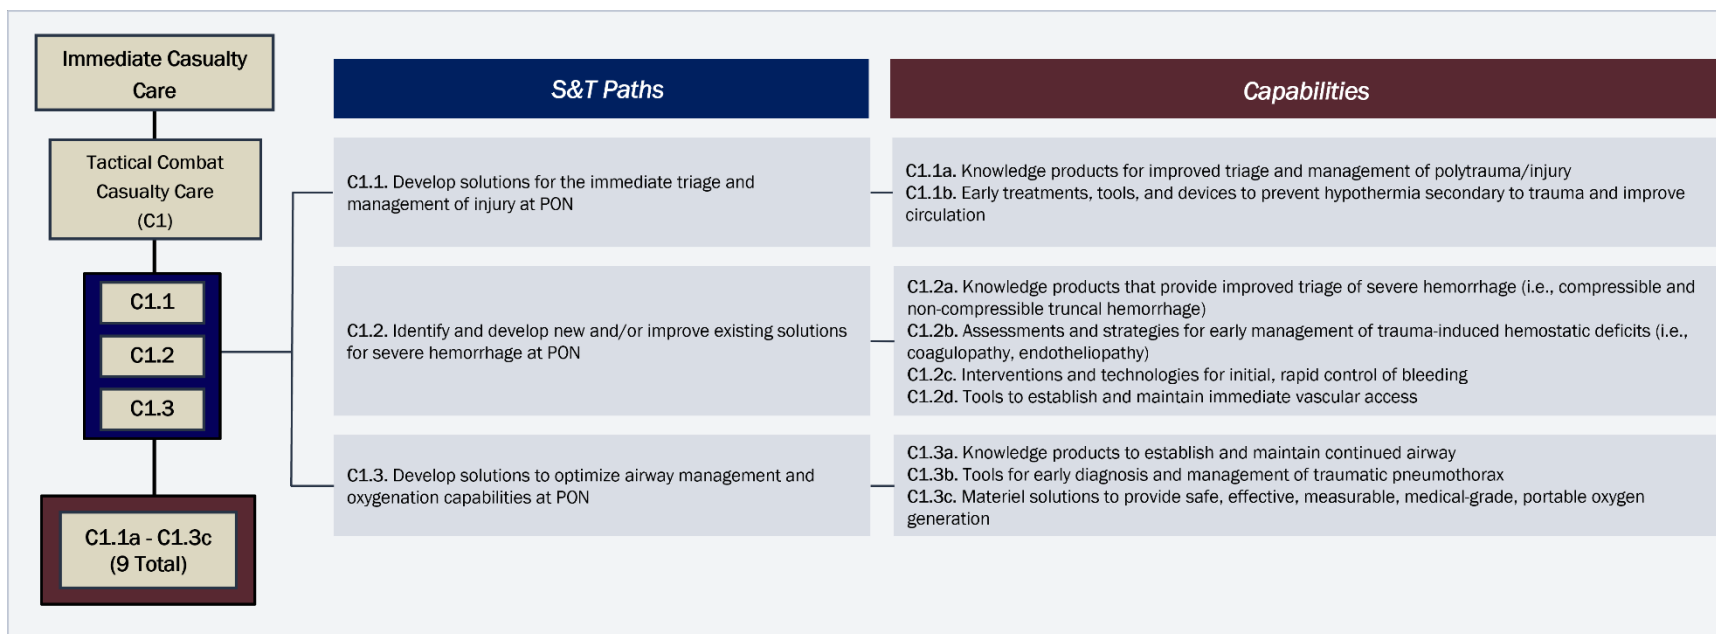 Immediate Casualty
Care
Tactical Combat
Casualty Care
(C1)
C1.1
C1.2
C1.3
C1.1a - C1.3c
(9 Total)
S&T Paths
Capabilities
C1.1. Develop solutions for the immediate triage and
management of injury at PON
C1.1a. Knowledge products for improved triage and management of polytrauma/injury
C1.1b. Early treatments, tools, and devices to prevent hypothermia secondary to trauma and improve
circulation
C1.2. Identify and develop new and/or improve existing solutions
for severe hemorrhage at PON
C1.2a. Knowledge products that provide improved triage of severe hemorrhage (i.e., compressible and
non-compressible truncal hemorrhage)
C1.2b. Assessments and strategies for early management of trauma-induced hemostatic deficits (i.e.,
coagulopathy, endotheliopathy)
C1.2c. Interventions and technologies for initial, rapid control of bleeding
C1.2d. Tools to establish and maintain immediate vascular access
C1.3. Develop solutions to optimize airway management and
oxygenation capabilities at PON
C1.3a. Knowledge products to establish and maintain continued airway
C1.3b. Tools for early diagnosis and management of traumatic pneumothorax
C1.3c. Materiel solutions to provide safe, effective, measurable, medical-grade, portable oxygen
generation